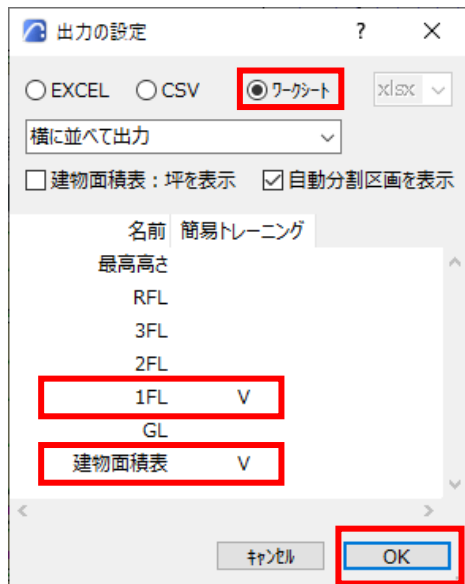 出力の設定 ?
EXCEL CSV ワークシート xlsx
横に並べて出力
建物面積表：坪を表示 自動分割区画を表示
名前 簡易トレーニング
最高高さ
RFL
3FL
2FL
1FL V
GL
建物面積表 V
キャンセル OK